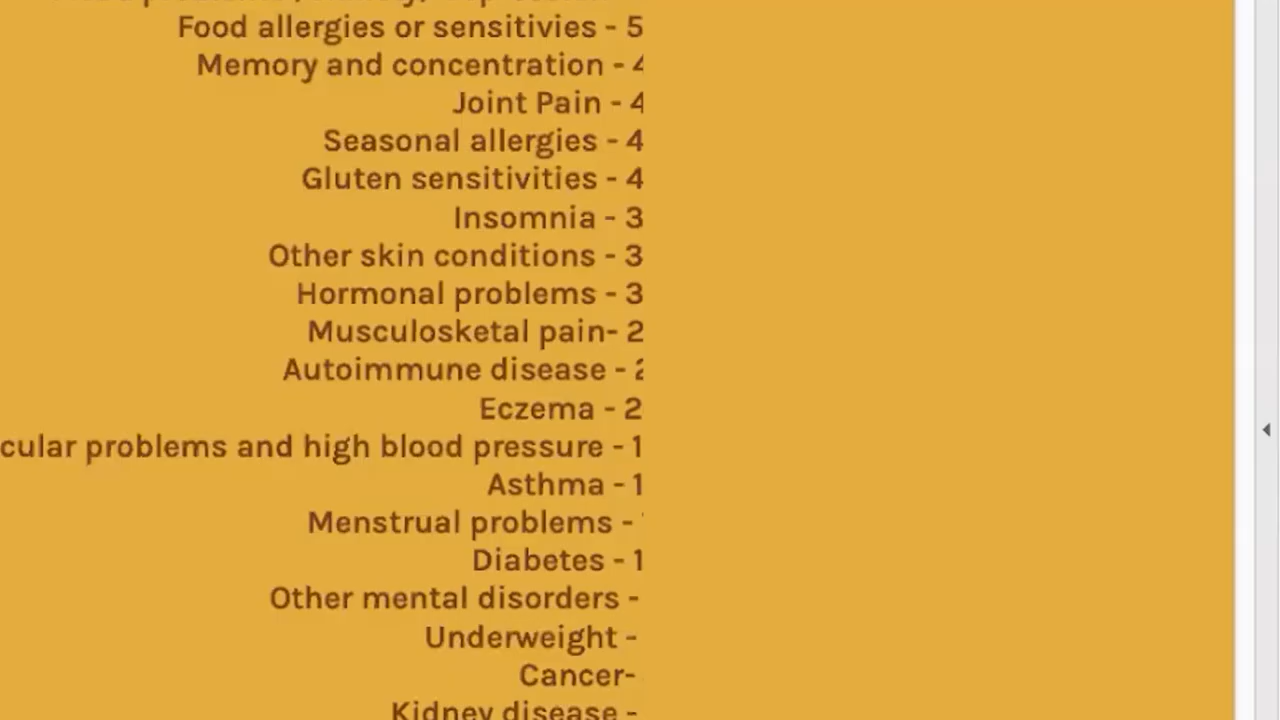 Food allergies or sensitivies - 5
Memory and concentration - 4
Joint Pain - 4
Seasonal allergies - 4
Gluten sensitivities - 4
Insomnia - 3
Other skin conditions - 3
Hormonal problems - 3
Musculosketal pain- 2
Autoimmune disease - 2
Eczema - 2
cular problems and high blood pressure - 1
Asthma - 1
Menstrual problems -
Diabetes - 1
Other mental disorders -
Underweight -
Cancer-
Kidney disease -